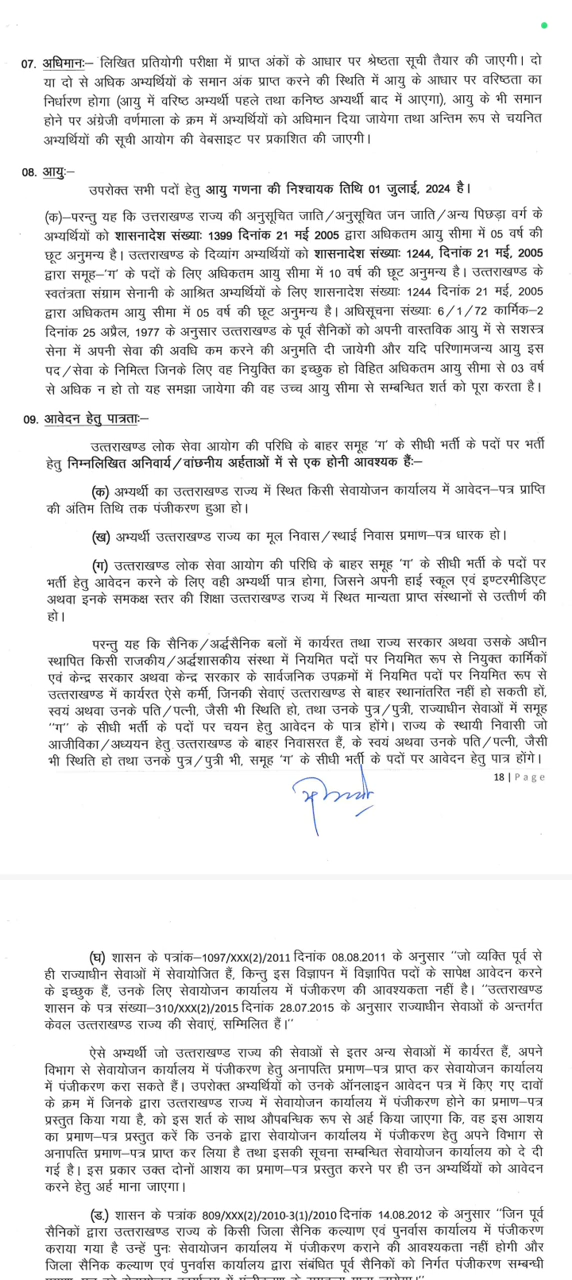 07. अधिमानः– लिखित प्रतियोगी परीक्षा में प्राप्त अंकों के आधार पर श्रेष्ठता सूची तैयार की जाएगी। दो
या दो से अधिक अभ्यर्थियों के समान अंक प्राप्त करने की स्थिति में आयु के आधार पर वरिष्ठता का
निर्धारण होगा (आयु में वरिष्ठ अभ्यर्थी पहले तथा कनिष्ठ अभ्यर्थी बाद में आएगा), आयु के भी समान
होने पर अंग्रेजी वर्णमाला के क्रम में अभ्यर्थियों को अधिमान दिया जायेगा तथा अन्तिम रूप से चयनित
अभ्यर्थियों की सूची आयोग की वेबसाइट पर प्रकाशित की जाएगी।
08. आयुः–
उपरोक्त सभी पदों हेतु आयु गणना की निश्चायक तिथि 01 जुलाई, 2024 है।
(क)–परन्तु यह कि उत्तराखण्ड राज्य की अनुसूचित जाति/अनुसूचित जन जाति/अन्य पिछड़ा वर्ग के
अभ्यर्थियों को शासनादेश संख्याः 1399 दिनांक 21 मई 2005 द्वारा अधिकतम आयु सीमा में 05 वर्ष की
छूट अनुमन्य है। उत्तराखण्ड के दिव्यांग अभ्यर्थियों को शासनादेश संख्याः 1244, दिनांक 21 मई, 2005
द्वारा समूह–'ग' के पदों के लिए अधिकतम आयु सीमा में 10 वर्ष की छूट अनुमन्य है। उत्तराखण्ड के
स्वतंत्रता संग्राम सेनानी के आश्रित अभ्यर्थियों के लिए शासनादेश संख्याः 1244 दिनांक 21 मई, 2005
द्वारा अधिकतम आयु सीमा में 05 वर्ष की छूट अनुमन्य है। अधिसूचना संख्याः 6/1/72 कार्मिक–2
दिनांक 25 अप्रैल, 1977 के अनुसार उत्तराखण्ड के पूर्व सैनिकों को अपनी वास्तविक आयु में से सशस्त्र
सेना में अपनी सेवा की अवधि कम करने की अनुमति दी जायेगी और यदि परिणामजन्य आयु इस
पद/सेवा के निमित्त जिनके लिए वह नियुक्ति का इच्छुक हो विहित अधिकतम आयु सीमा से 03 वर्ष
से अधिक न हो तो यह समझा जायेगा की वह उच्च आयु सीमा से सम्बन्धित शर्त को पूरा करता है।
09. आवेदन हेतु पात्रताः–
उत्तराखण्ड लोक सेवा आयोग की परिधि के बाहर समूह 'ग' के सीधी भर्ती के पदों पर भर्ती
हेतु निम्नलिखित अनिवार्य/वांछनीय अर्हताओं में से एक होनी आवश्यक हैः–
(क) अभ्यर्थी का उत्तराखण्ड राज्य में स्थित किसी सेवायोजन कार्यालय में आवेदन–पत्र प्राप्ति
की अंतिम तिथि तक पंजीकरण हुआ हो।
(ख) अभ्यर्थी उत्तराखण्ड राज्य का मूल निवास/स्थाई निवास प्रमाण–पत्र धारक हो।
(ग) उत्तराखण्ड लोक सेवा आयोग की परिधि के बाहर समूह 'ग' के सीधी भर्ती के पदों पर
भर्ती हेतु आवेदन करने के लिए वही अभ्यर्थी पात्र होगा, जिसने अपनी हाई स्कूल एवं इण्टरमीडिएट
अथवा इनके समकक्ष स्तर की शिक्षा उत्तराखण्ड राज्य में स्थित मान्यता प्राप्त संस्थानों से उत्तीर्ण की
हो।
परन्तु यह कि सैनिक/अर्द्धसैनिक बलों में कार्यरत तथा राज्य सरकार अथवा उसके अधीन
स्थापित किसी राजकीय/अर्द्धशासकीय संस्था में नियमित पदों पर नियमित रूप से नियुक्त कार्मिकों
एवं केन्द्र सरकार अथवा केन्द्र सरकार के सार्वजनिक उपक्रमों में नियमित पदों पर नियमित रूप से
उत्तराखण्ड में कार्यरत ऐसे कर्मी, जिनकी सेवाएं उत्तराखण्ड से बाहर स्थानांतरित नहीं हो सकती हों,
स्वयं अथवा उनके पति/पत्नी, जैसी भी स्थिति हो, तथा उनके पुत्र/पुत्री, राज्याधीन सेवाओं में समूह
"ग" के सीधी भर्ती के पदों पर चयन हेतु आवेदन के पात्र होंगे। राज्य के स्थायी निवासी जो
आजीविका/अध्ययन हेतु उत्तराखण्ड के बाहर निवासरत हैं, के स्वयं अथवा उनके पति/पत्नी, जैसी
भी स्थिति हो तथा उनके पुत्र/पुत्री भी, समूह 'ग' के सीधी भर्ती के पदों पर आवेदन हेतु पात्र होंगे।
18 | Page
(घ) शासन के पत्रांक–1097/XXX(2)/2011 दिनांक 08.08.2011 के अनुसार "जो व्यक्ति पूर्व से
ही राज्याधीन सेवाओं में सेवायोजित हैं, किन्तु इस विज्ञापन में विज्ञापित पदों के सापेक्ष आवेदन करने
के इच्छुक हैं, उनके लिए सेवायोजन कार्यालय में पंजीकरण की आवश्यकता नहीं है। "उत्तराखण्ड
शासन के पत्र संख्या–310/XXX(2)/2015 दिनांक 28.07.2015 के अनुसार राज्याधीन सेवाओं के अन्तर्गत
केवल उत्तराखण्ड राज्य की सेवाएं, सम्मिलित हैं।"
ऐसे अभ्यर्थी जो उत्तराखण्ड राज्य की सेवाओं से इतर अन्य सेवाओं में कार्यरत हैं, अपने
विभाग से सेवायोजन कार्यालय में पंजीकरण हेतु अनापत्ति प्रमाण–पत्र प्राप्त कर सेवायोजन कार्यालय
में पंजीकरण करा सकते हैं। उपरोक्त अभ्यर्थियों को उनके ऑनलाइन आवेदन पत्र में किए गए दावों
के क्रम में जिनके द्वारा उत्तराखण्ड राज्य में सेवायोजन कार्यालय में पंजीकरण होने का प्रमाण–पत्र
प्रस्तुत किया गया है, को इस शर्त के साथ औपबन्धिक रूप से अर्ह किया जाएगा कि, वह इस आशय
का प्रमाण–पत्र प्रस्तुत करें कि उनके द्वारा सेवायोजन कार्यालय में पंजीकरण हेतु अपने विभाग से
अनापत्ति प्रमाण–पत्र प्राप्त कर लिया है तथा इसकी सूचना सम्बन्धित सेवायोजन कार्यालय को दे दी
गई है। इस प्रकार उक्त दोनों आशय का प्रमाण–पत्र प्रस्तुत करने पर ही उन अभ्यर्थियों को आवेदन
करने हेतु अर्ह माना जाएगा।
(ड.) शासन के पत्रांक 809/XXX(2)/2010-3(1)/2010 दिनांक 14.08.2012 के अनुसार "जिन पूर्व
सैनिकों द्वारा उत्तराखण्ड राज्य के किसी जिला सैनिक कल्याण एवं पुनर्वास कार्यालय में पंजीकरण
कराया गया है उन्हें पुनः सेवायोजन कार्यालय में पंजीकरण कराने की आवश्यकता नहीं होगी और
जिला सैनिक कल्याण एवं पुनर्वास कार्यालय द्वारा संबंधित पूर्व सैनिकों को निर्गत पंजीकरण सम्बन्धी